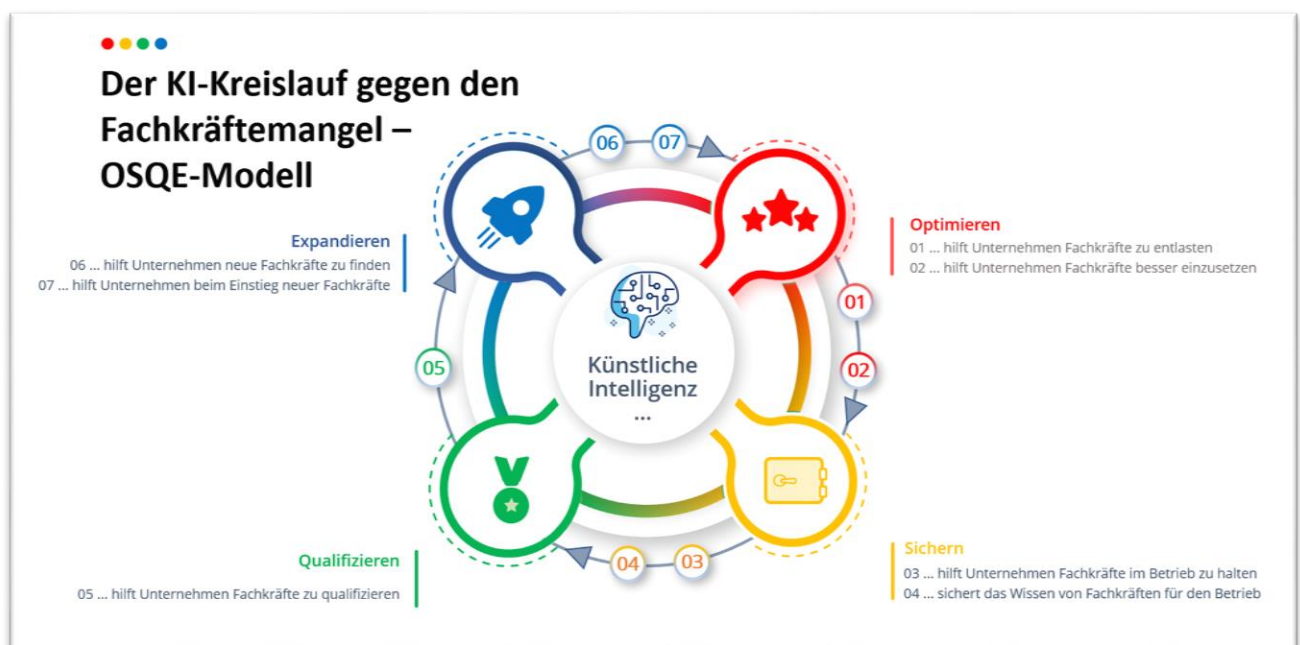 Der KI-Kreislauf gegen den
Fachkräftemangel –
OSQE-Modell
06
07
Expandieren
06 ... hilft Unternehmen neue Fachkräfte zu finden
07 ... hilft Unternehmen beim Einstieg neuer Fachkräfte
Optimieren
01 ... hilft Unternehmen Fachkräfte zu entlasten
02 ... hilft Unternehmen Fachkräfte besser einzusetzen
01
02
Künstliche
Intelligenz
...
05
Qualifizieren
05 ... hilft Unternehmen Fachkräfte zu qualifizieren
04
03
Sichern
03 ... hilft Unternehmen Fachkräfte im Betrieb zu halten
04 ... sichert das Wissen von Fachkräften für den Betrieb